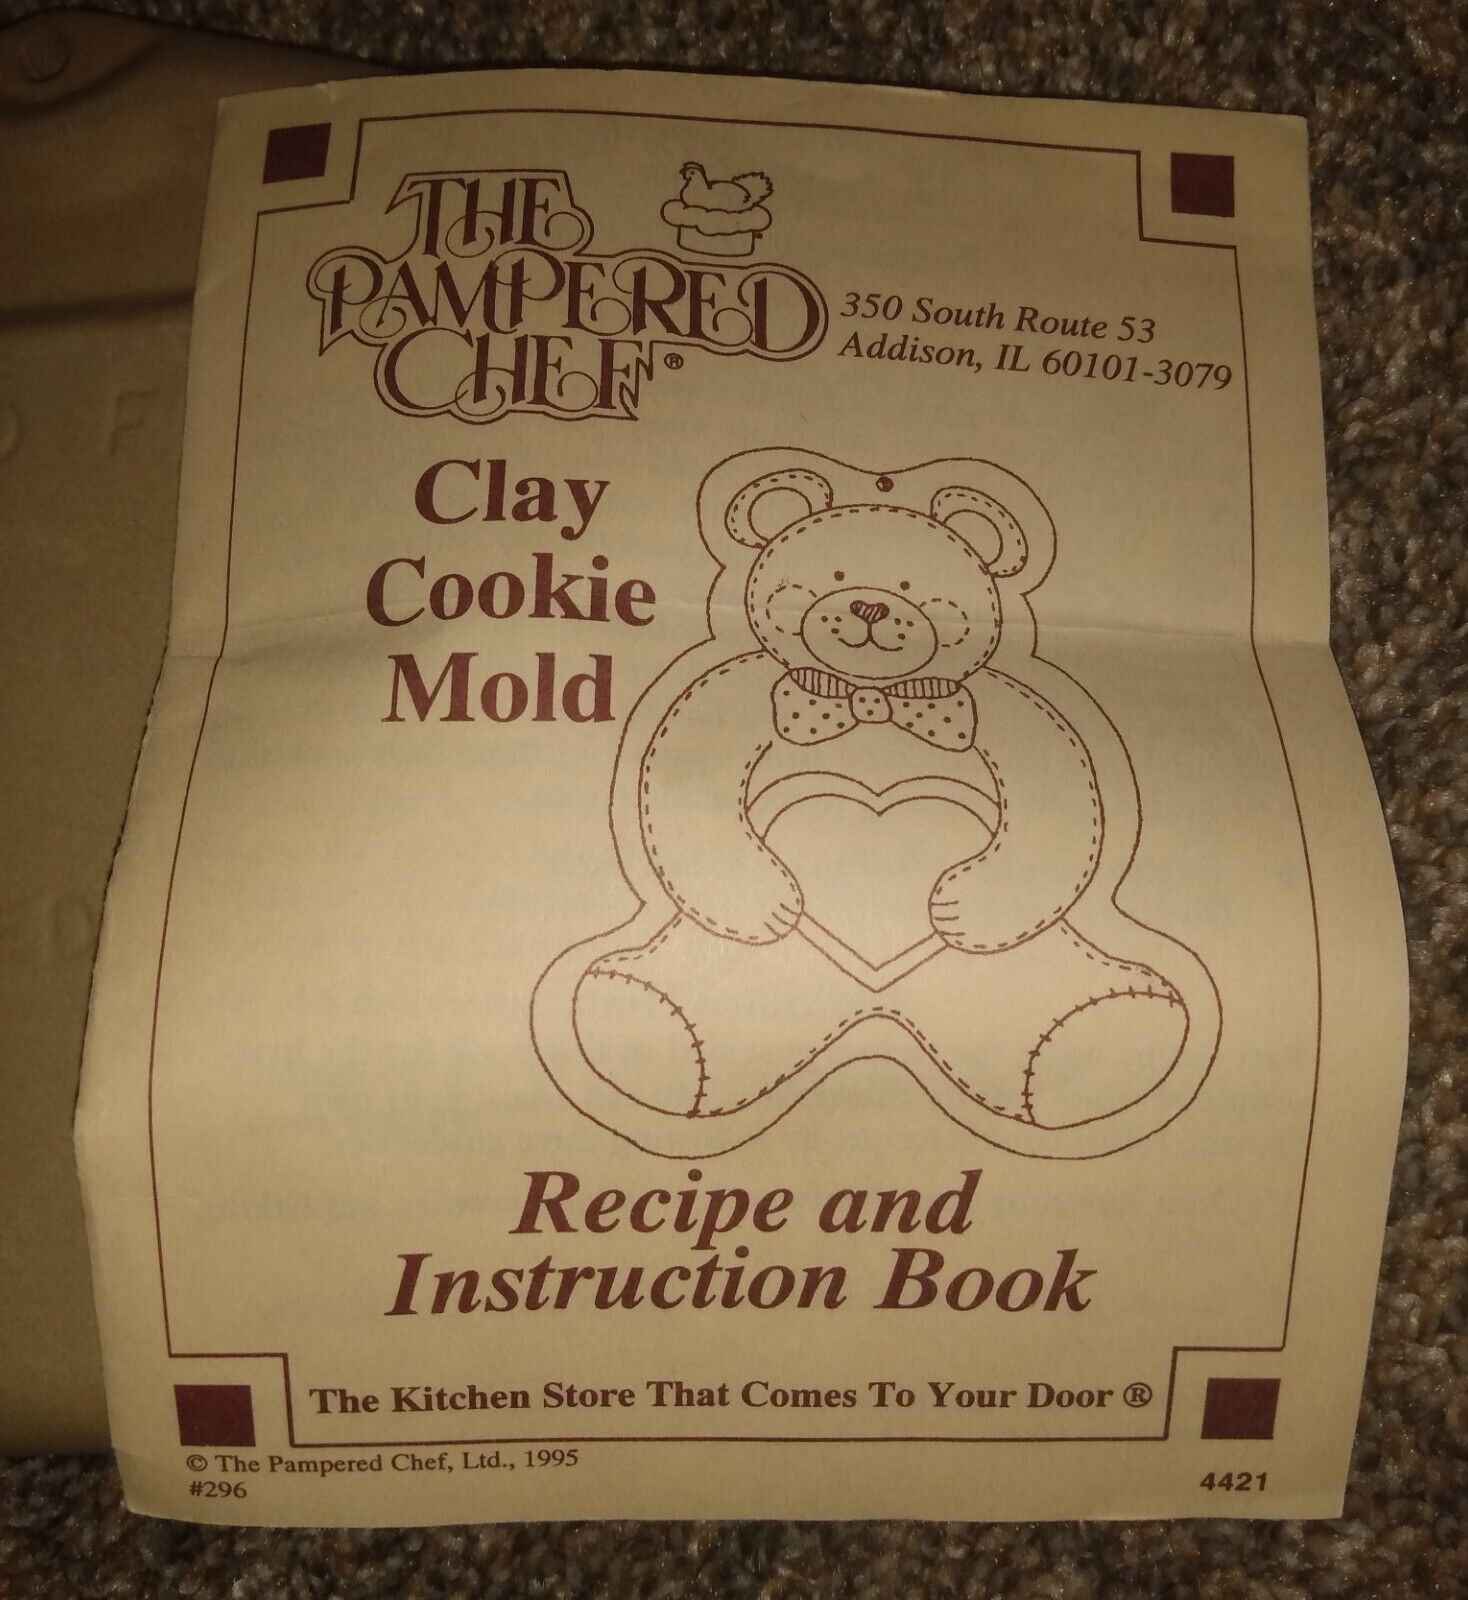 THE
PAMPERED
CHEF®
350 South Route 53
Addison, IL 60101-3079
Clay
Cookie
Mold
Recipe and
Instruction Book
The Kitchen Store That Comes To Your Door ®
© The Pampered Chef, Ltd., 1995
#296
4421